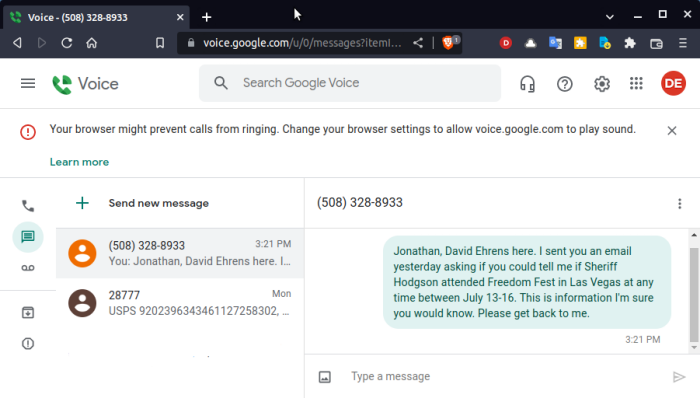 Voice - (508) 328-8933
voice.google.com/u/0/messages?itemI...
1
D
Voice
Search Google Voice
DE
Your browser might prevent calls from ringing. Change your browser settings to allow voice.google.com to play sound.
Learn more
Send new message
(508) 328-8933
3:21 PM
You: Jonathan, David Ehrens here. I...
28777
Mon
USPS 9202396343461127258302, ...
(508) 328-8933
Jonathan, David Ehrens here. I sent you an email
yesterday asking if you could tell me if Sheriff
Hodgson attended Freedom Fest in Las Vegas at any
time between July 13-16. This is information I'm sure
you would know. Please get back to me.
3:21 PM
Type a message